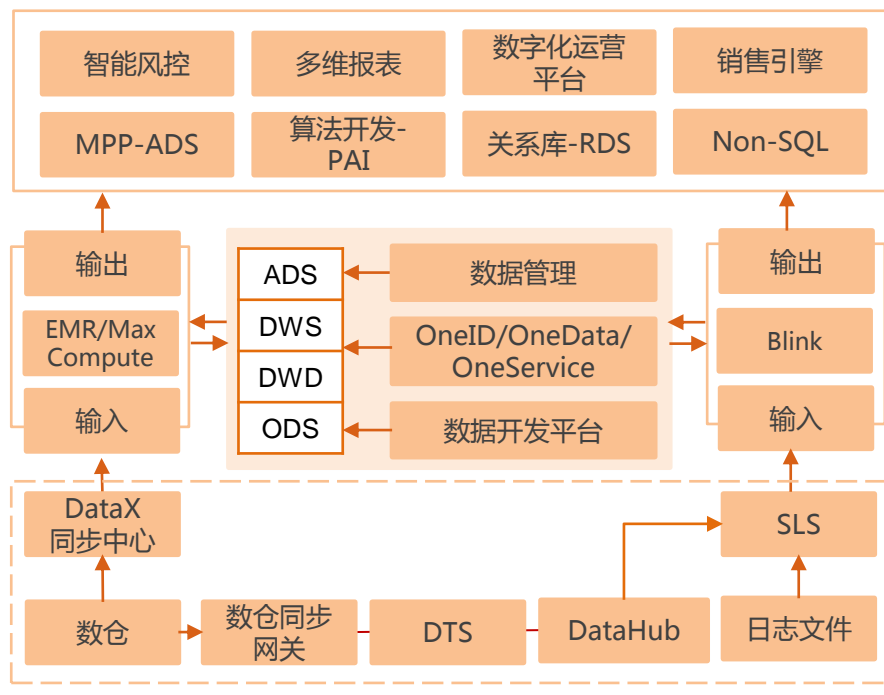 智能风控
多维报表
数字化运营
平台
销售引擎
MPP-ADS
算法开发-
PAI
关系库-RDS
Non-SQL
输出
EMR/Max
Compute
输入
ADS
DWS
DWD
ODS
数据管理
OneID/OneData/
OneService
数据开发平台
输出
Blink
输入
DataX
同步中心
SLS
数仓
数仓同步
网关
DTS
DataHub
日志文件